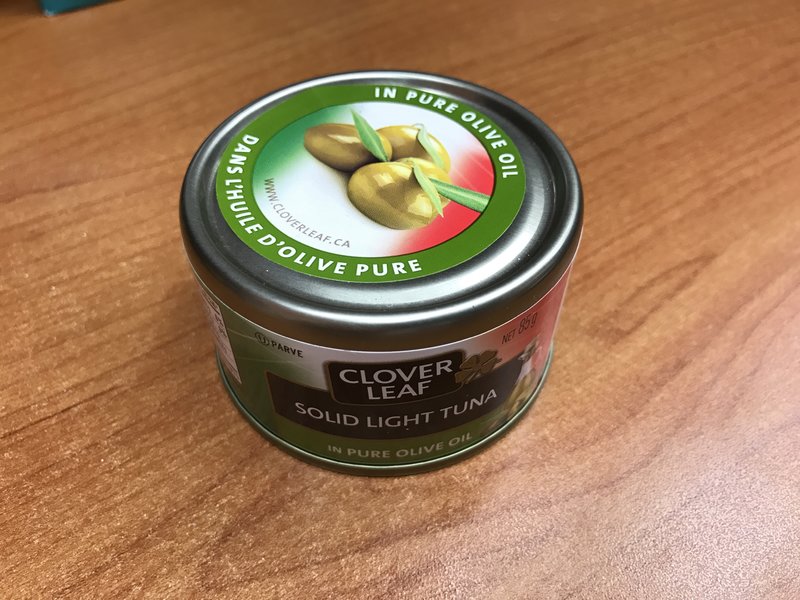 IN PURE OLIVE OIL
DANS L'HUILE D'OLIVE PURE
WWW.CLOVERLEAF.CA
U PARVE
NET 85g
CLOVER
LEAF
SOLID LIGHT TUNA
IN PURE OLIVE OIL